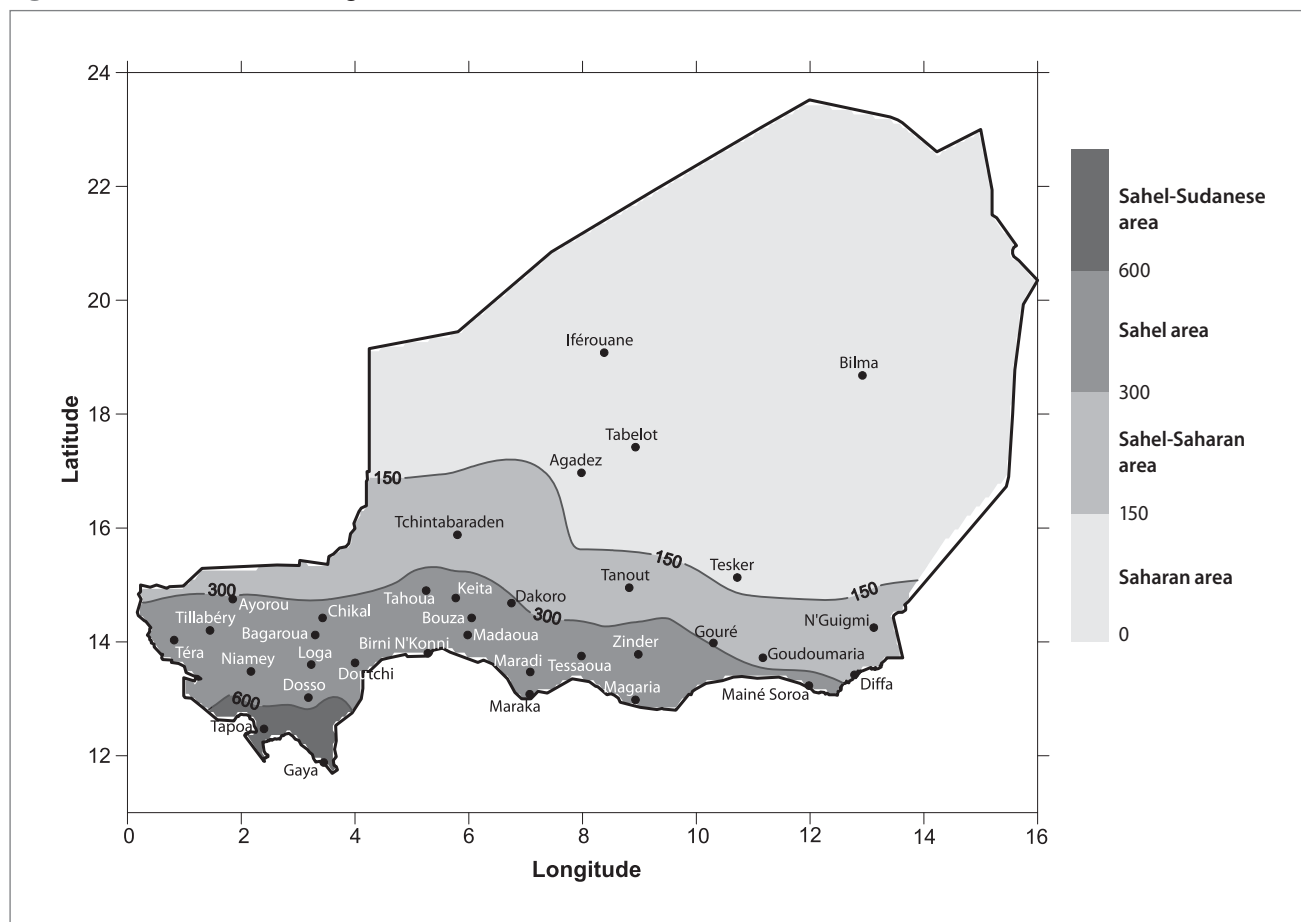 24
22
20
18
16
14
12
Latitude
0
2
4
6
8
10
12
14
16
Longitude
Iférouane
Bilma
Tabelot
Agadez
150
Tchintabaraden
150
Tesker
Tanout
150
300
Ayorou
Tahoua
Keita
Dakoro
300
N'Guigmi
Tillabéry
Chikal
Bouza
Gouré
Bagaroua
Madaoua
Zinder
Téra
Birni N'Konni
Niamey
Loga
Maradi
Tessaoua
Goudoumaria
Dosso
Magaria
Mainé Soroa
Diffa
600
Maraka
Tapoa
Gaya
Sahel-Sudanese
area
600
Sahel area
300
Sahel-Saharan
area
150
Saharan area
0